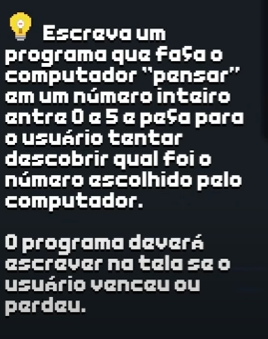 Escreva um
programa que faça o
computador "pensar"
em um número inteiro
entre 0 e 5 e peça para
o usuário tentar
descobrir qual foi o
número escolhido pelo
computador.
O programa deverá
escrever na tela se o
usuário venceu ou
perdeu.